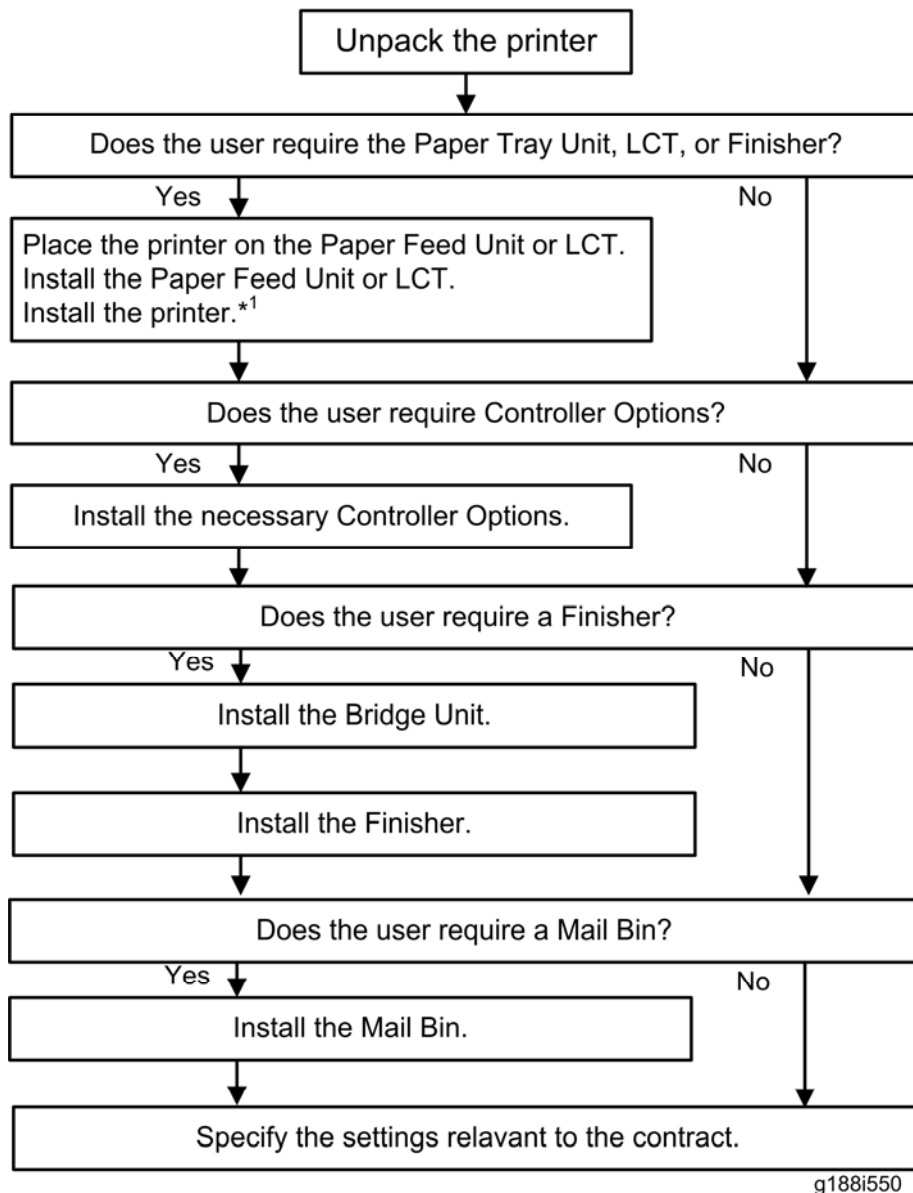 Unpack the printer
Does the user require the Paper Tray Unit, LCT, or Finisher?
Yes
No
Place the printer on the Paper Feed Unit or LCT.
Install the Paper Feed Unit or LCT.
Install the printer.*1
Does the user require Controller Options?
Yes
No
Install the necessary Controller Options.
Does the user require a Finisher?
Yes
No
Install the Bridge Unit.
Install the Finisher.
Does the user require a Mail Bin?
Yes
No
Install the Mail Bin.
Specify the settings relavant to the contract.
g188i550